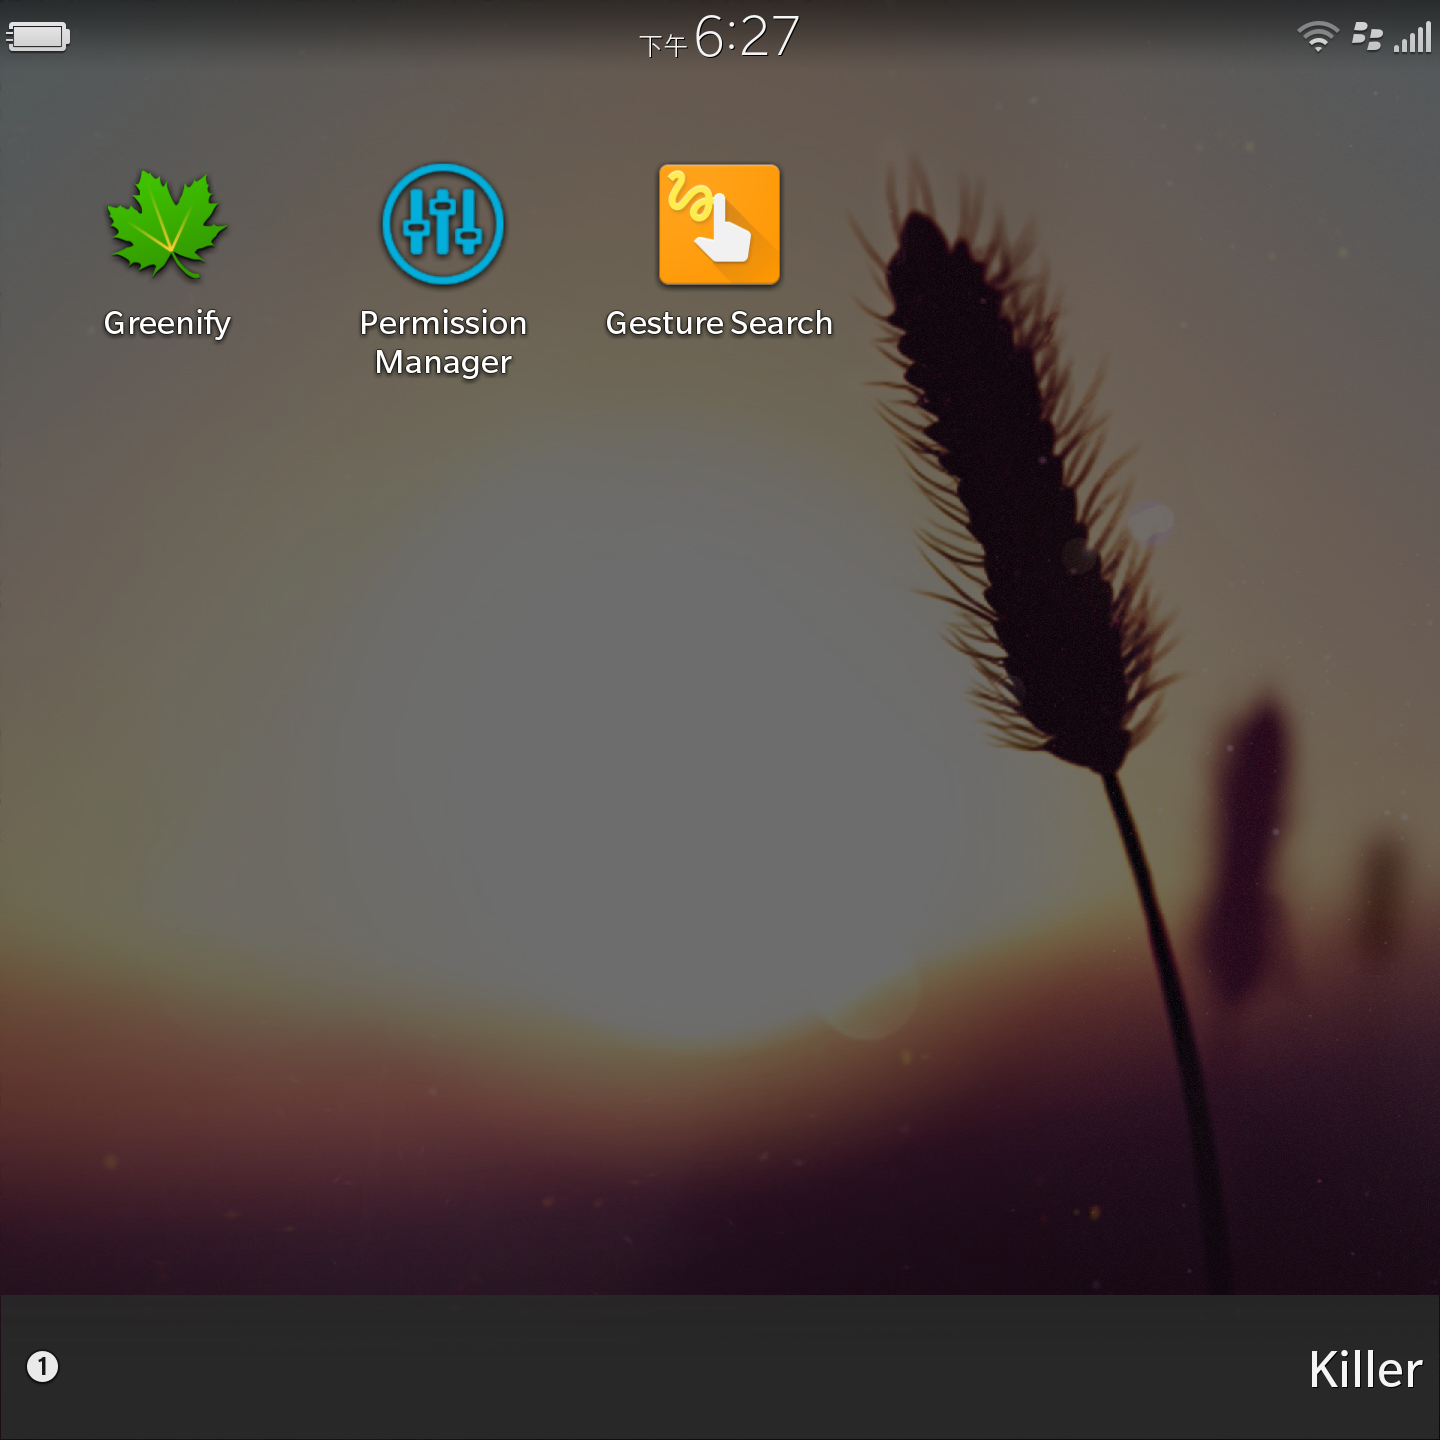 下午 6:27
Greenify
Permission
Manager
Gesture Search
1
Killer